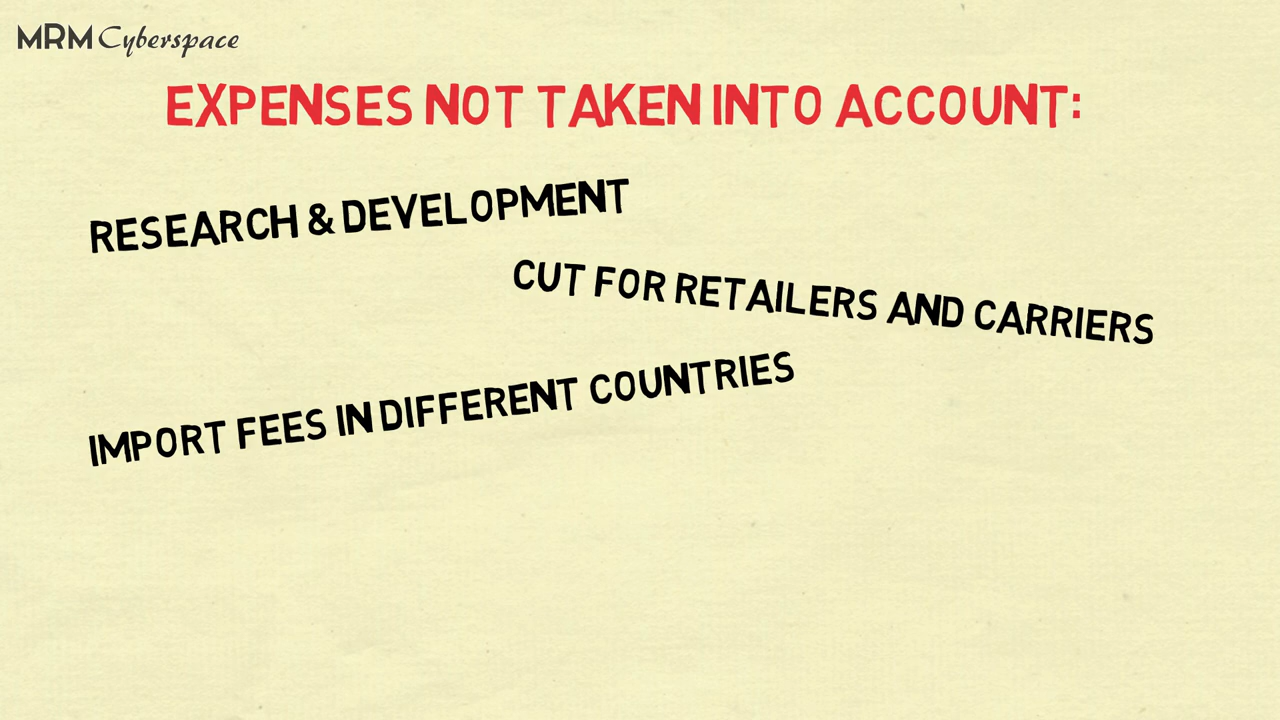 MRM Cyberspace
EXPENSES NOT TAKEN INTO ACCOUNT:
RESEARCH & DEVELOPMENT
CUT FOR RETAILERS AND CARRIERS
IMPORT FEES IN DIFFERENT COUNTRIES